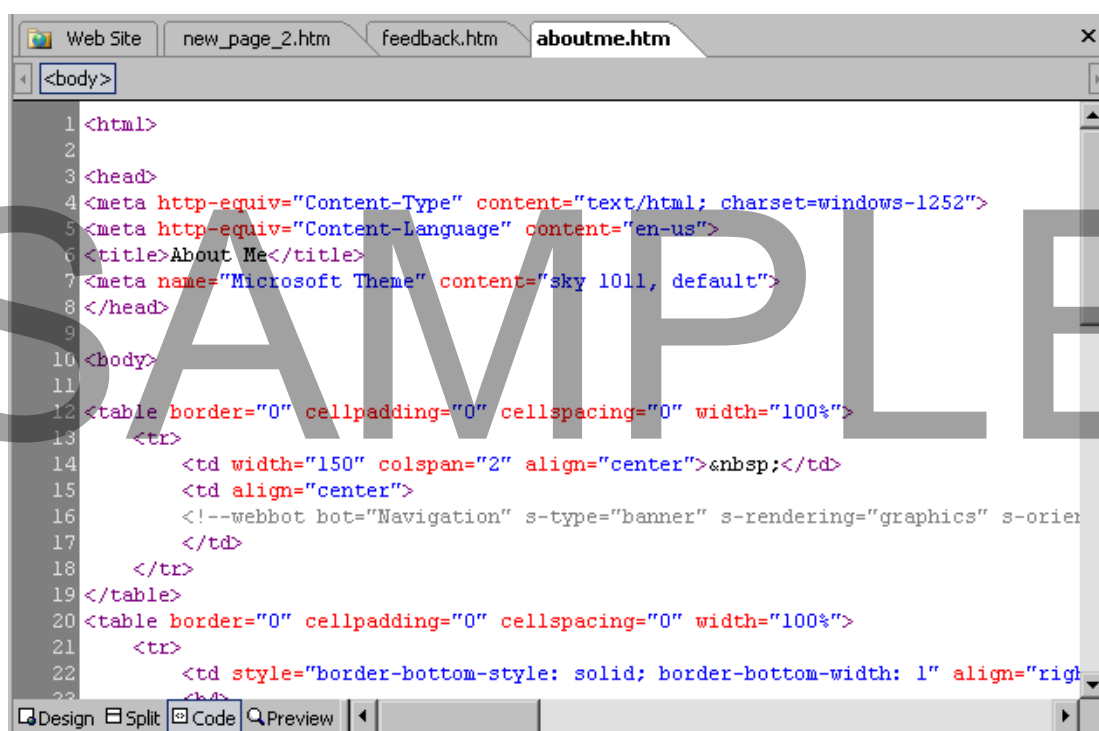 Web Site new_page_2.htm feedback.htm aboutme.htm
<body>
1 <html>
2
3 <head>
4 <meta http-equiv="Content-Type" content="text/html; charset=windows-1252">
5 <meta http-equiv="Content-Language" content="en-us">
6 <title>About Me</title>
7 <meta name="Microsoft Theme" content="sky 1011, default">
8 </head>
9
10 <body>
11
12 <table border="0" cellpadding="0" cellspacing="0" width="100%">
13 <tr>
14 <td width="150" colspan="2" align="center">&nbsp;</td>
15 <td align="center">
16 <!--webbot bot="Navigation" s-type="banner" s-rendering="graphics" s-orien
17 </td>
18 </tr>
19 </table>
20 <table border="0" cellpadding="0" cellspacing="0" width="100%">
21 <tr>
22 <td style="border-bottom-style: solid; border-bottom-width: 1" align="righ
SAMPLE
Design Split Code Preview